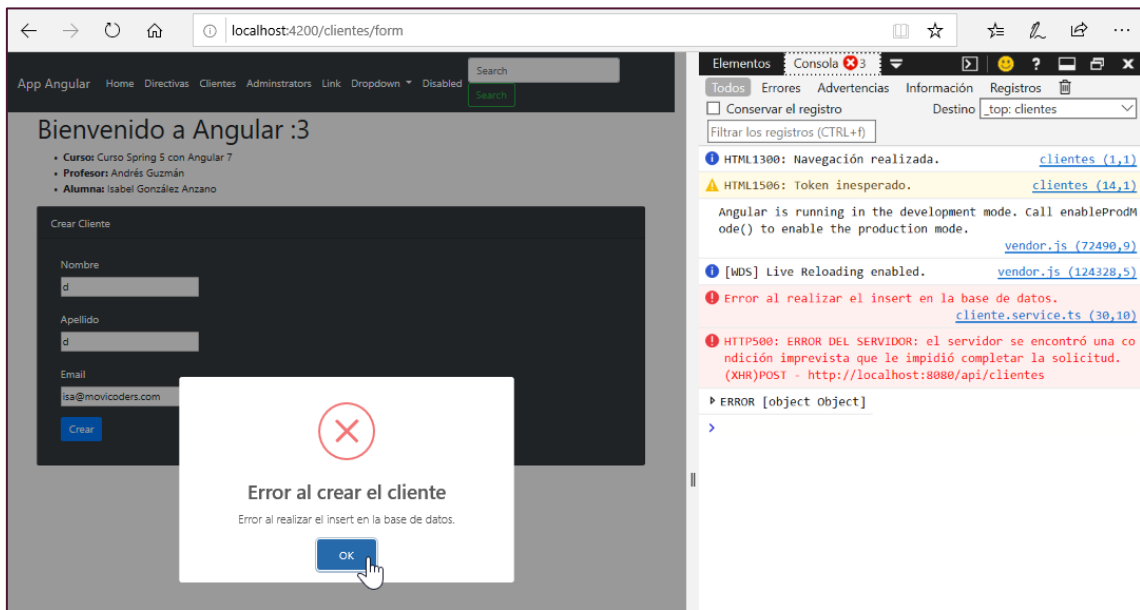 localhost:4200/clientes/form
App Angular Home Directivas Clientes Adminstrators Link Dropdown Disabled Search
Search
Bienvenido a Angular :3
Curso: Curso Spring 5 con Angular 7
Profesor: Andrés Guzmán
Alumna: Isabel González Anzano
Crear Cliente
Nombre
d
Apellido
d
Email
isa@movicoders.com
Crear
Error al crear el cliente
Error al realizar el insert en la base de datos.
OK
Elementos Consola 3
Todos Errores Advertencias Información Registros
Conservar el registro Destino _top: clientes
Filtrar los registros (CTRL+f)
HTML1300: Navegación realizada. clientes (1,1)
HTML1506: Token inesperado. clientes (14,1)
Angular is running in the development mode. Call enableProdM
ode() to enable the production mode.
vendor.js (72490,9)
[WDS] Live Reloading enabled. vendor.js (124328,5)
Error al realizar el insert en la base de datos.
cliente.service.ts (30,10)
HTTP500: ERROR DEL SERVIDOR: el servidor se encontró una co
ndición imprevista que le impidió completar la solicitud.
(XHR)POST - http://localhost:8080/api/clientes
ERROR [object Object]